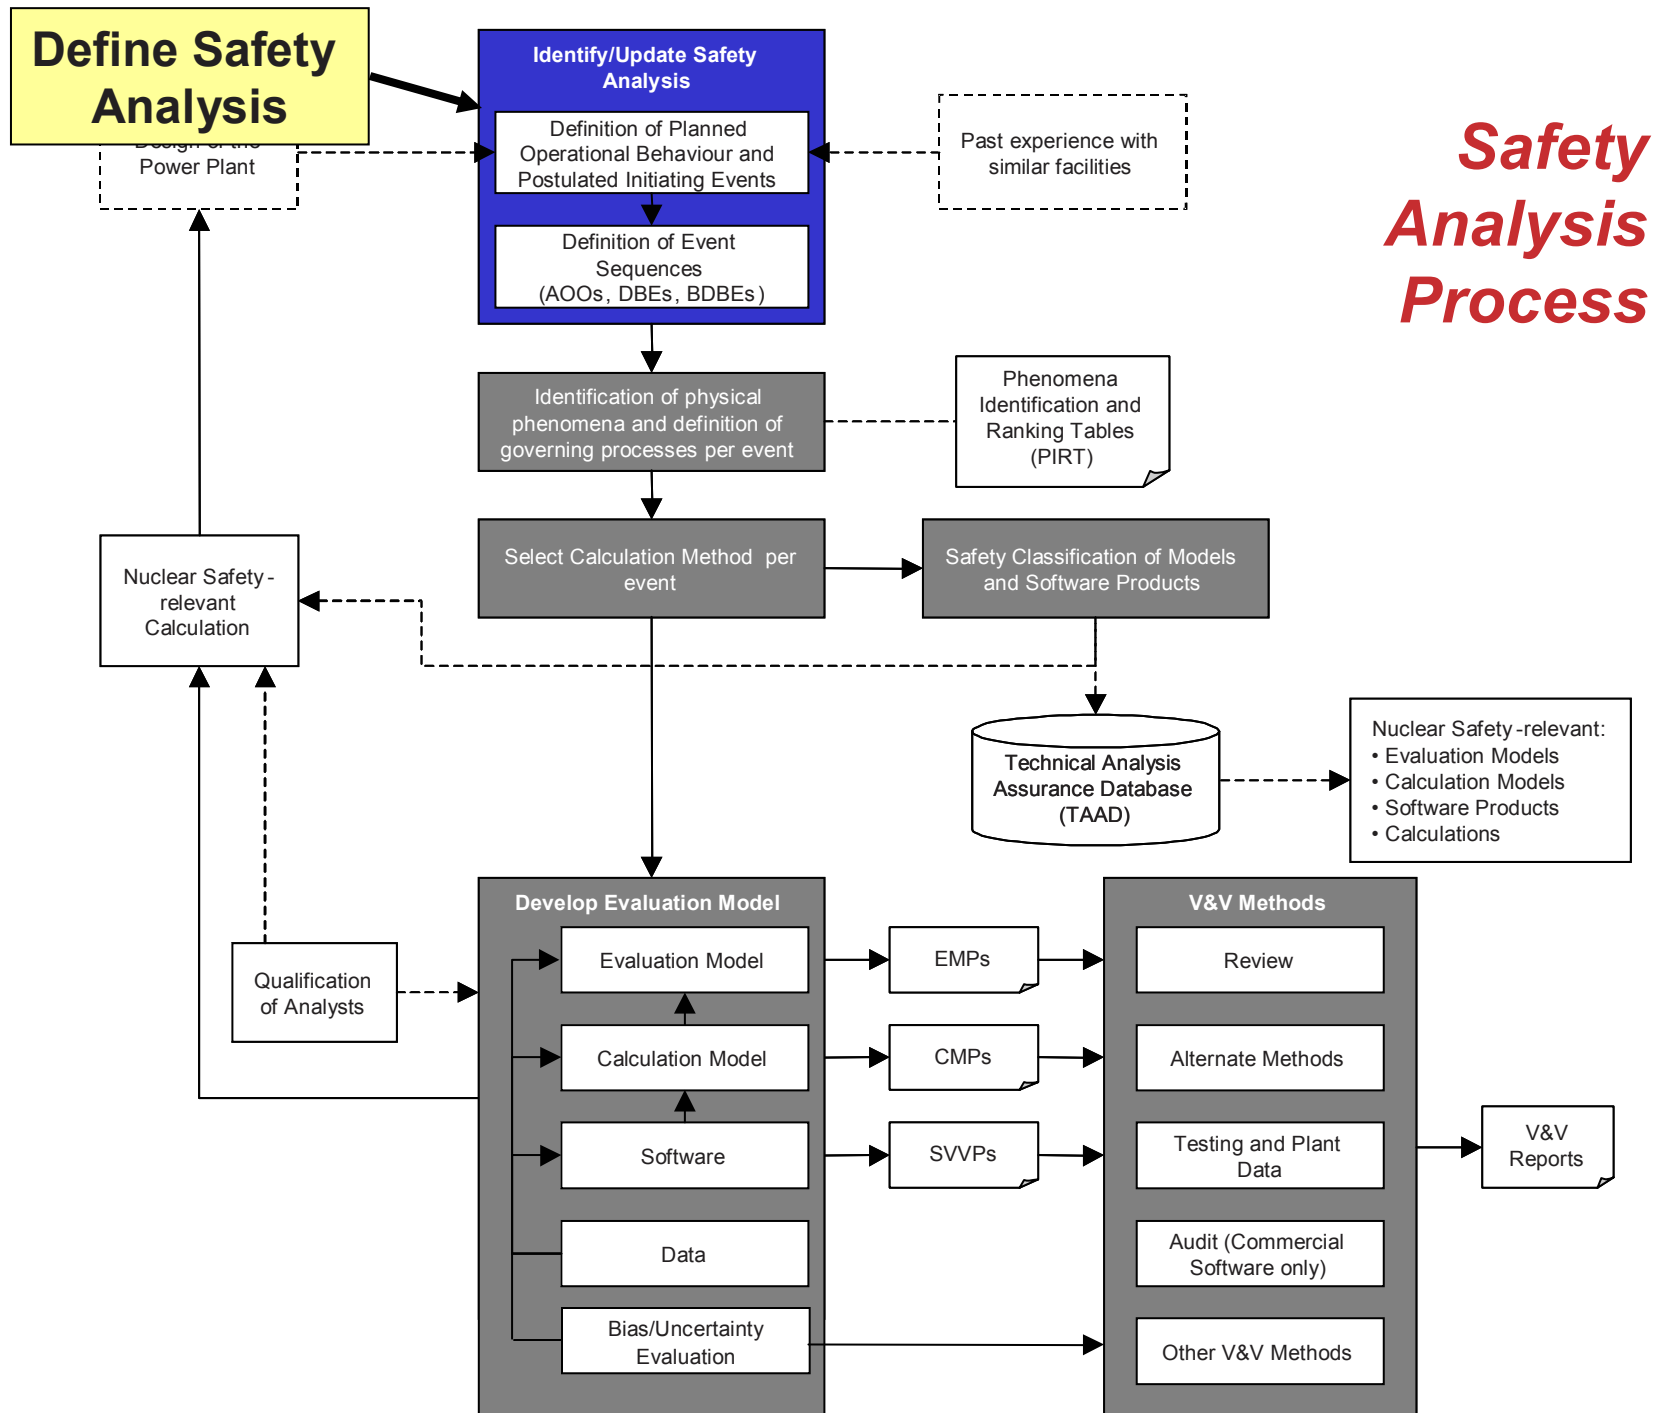 Define Safety
Analysis
Identify/Update Safety
Analysis
Definition of Planned
Operational Behaviour and
Postulated Initiating Events
Power Plant
Past experience with
similar facilities
Safety
Analysis
Process
Definition of Event
Sequences
(AOOs, DBEs, BDBEs)
Identification of physical
phenomena and definition of
governing processes per event
Phenomena
Identification and
Ranking Tables
(PIRT)
Select Calculation Method per
event
Safety Classification of Models
and Software Products
Nuclear Safety-
relevant
Calculation
Technical Analysis
Assurance Database
(TAAD)
Nuclear Safety-relevant:
• Evaluation Models
• Calculation Models
• Software Products
• Calculations
Develop Evaluation Model
V&V Methods
Evaluation Model
EMPs
Review
Qualification
of Analysts
Calculation Model
CMPs
Alternate Methods
Software
SVVPs
Testing and Plant
Data
V&V
Reports
Data
Audit (Commercial
Software only)
Bias/Uncertainty
Evaluation
Other V&V Methods